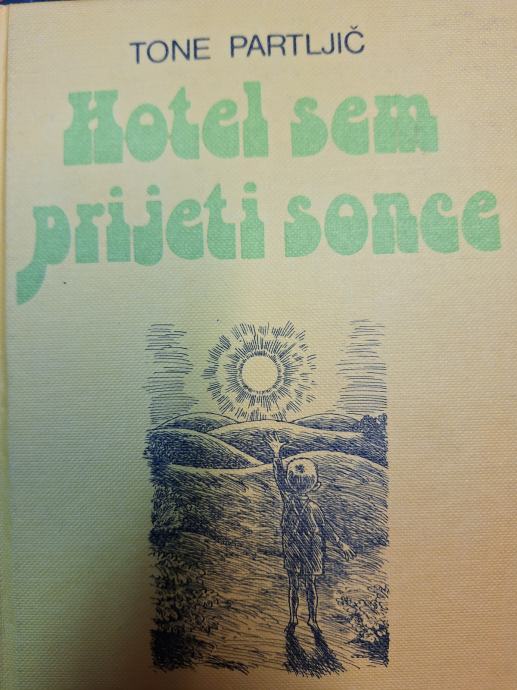 TONE PARTLJIČ
Hotel sem
prijeti sonce